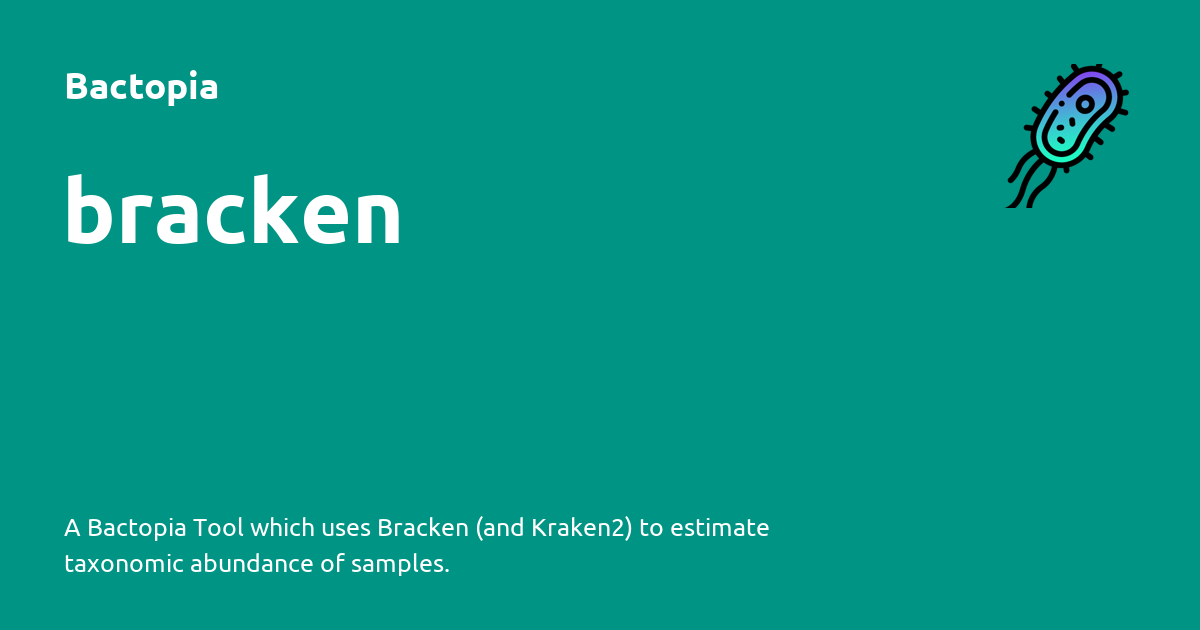 Bactopia
bracken
A Bactopia Tool which uses Bracken (and Kraken2) to estimate
taxonomic abundance of samples.